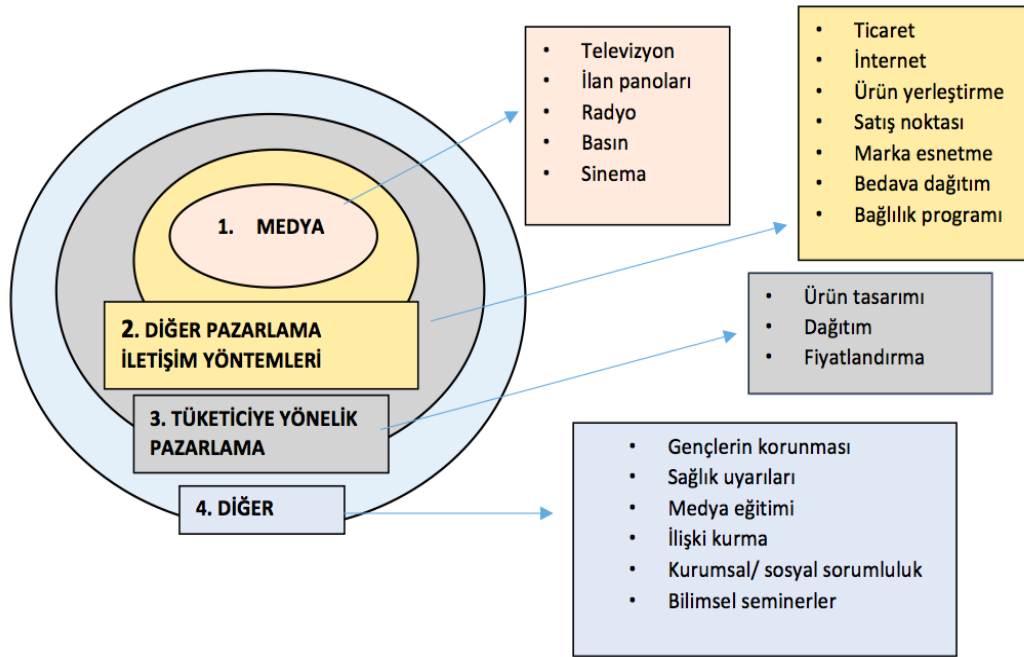 1. MEDYA
2. DİĞER PAZARLAMA
İLETİŞİM YÖNTEMLERİ
3. TÜKETİCİYE YÖNELİK
PAZARLAMA
4. DİĞER
• Televizyon
• İlan panoları
• Radyo
• Basın
• Sinema
• Ticaret
• İnternet
• Ürün yerleştirme
• Satış noktası
• Marka esnetme
• Bedava dağıtım
• Bağlılık programı
• Ürün tasarımı
• Dağıtım
• Fiyatlandırma
• Gençlerin korunması
• Sağlık uyarıları
• Medya eğitimi
• İlişki kurma
• Kurumsal/ sosyal sorumluluk
• Bilimsel seminerler